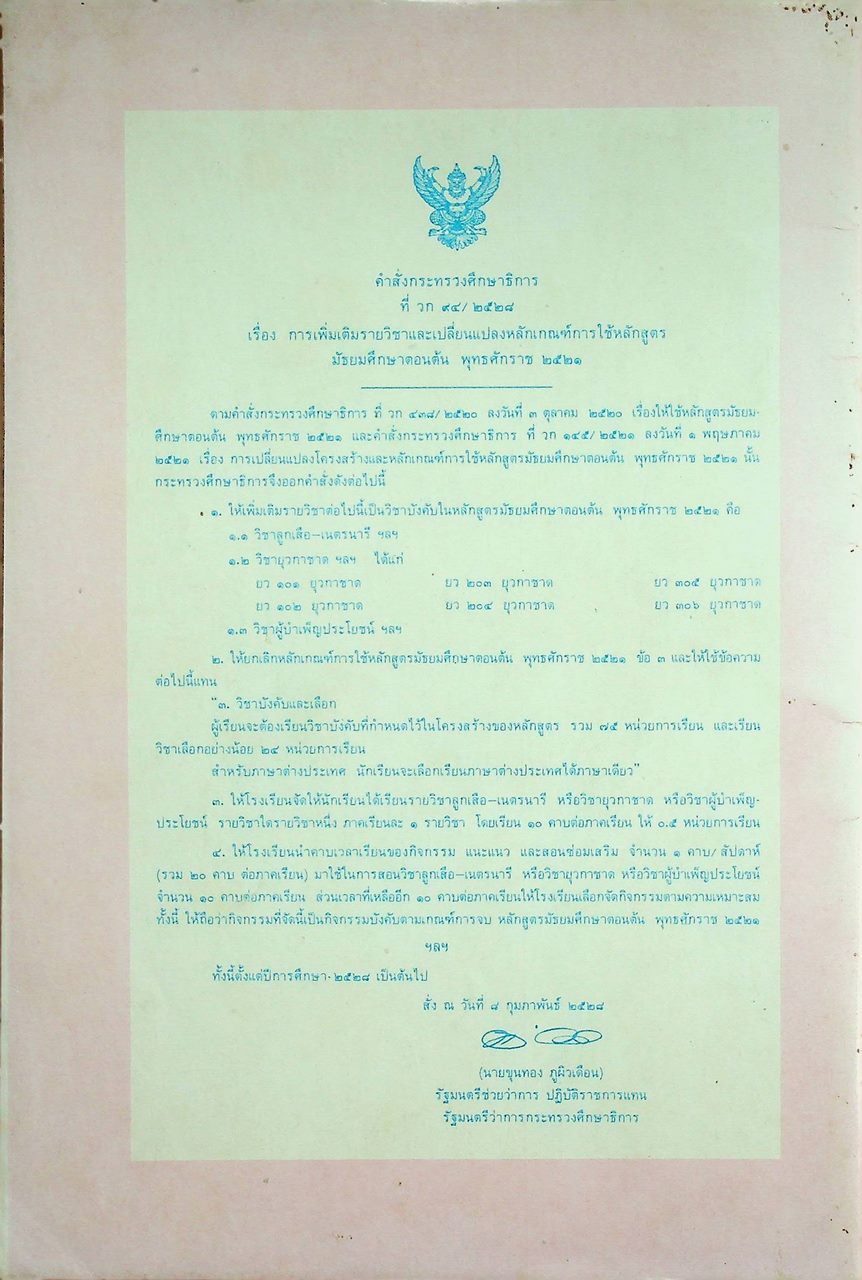 คำสั่งกระทรวงศึกษาธิการ
ที่ วก ๙๔/๒๕๒๘
เรื่อง การเพิ่มเติมรายวิชาและเปลี่ยนแปลงหลักเกณฑ์การใช้หลักสูตร
มัธยมศึกษาตอนต้น พุทธศักราช ๒๕๒๑
ตามคำสั่งกระทรวงศึกษาธิการ ที่ วก ๔๓๘/๒๕๒๐ ลงวันที่ ๓ ตุลาคม ๒๕๒๐ เรื่องให้ใช้หลักสูตรมัธยม-
ศึกษาตอนต้น พุทธศักราช ๒๕๒๑ และคำสั่งกระทรวงศึกษาธิการ ที่ วก ๑๔๕/๒๕๒๑ ลงวันที่ ๑ พฤษภาคม
๒๕๒๑ เรื่อง การเปลี่ยนแปลงโครงสร้างและหลักเกณฑ์การใช้หลักสูตรมัธยมศึกษาตอนต้น พุทธศักราช ๒๕๒๑ นั้น
กระทรวงศึกษาธิการจึงออกคำสั่งดังต่อไปนี้
๑. ให้เพิ่มเติมรายวิชาต่อไปนี้เป็นวิชาบังคับในหลักสูตรมัธยมศึกษาตอนต้น พุทธศักราช ๒๕๒๑ คือ
๑.๑ วิชาลูกเสือ–เนตรนารี ฯลฯ
๑.๒ วิชายุวกาชาด ฯลฯ ได้แก่
ยว ๑๐๑ ยุวกาชาด ยว ๒๐๓ ยุวกาชาด ยว ๓๐๕ ยุวกาชาด
ยว ๑๐๒ ยุวกาชาด ยว ๒๐๔ ยุวกาชาด ยว ๓๐๖ ยุวกาชาด
๑.๓ วิชาผู้บำเพ็ญประโยชน์ ฯลฯ
๒. ให้ยกเลิกหลักเกณฑ์การใช้หลักสูตรมัธยมศึกษาตอนต้น พุทธศักราช ๒๕๒๑ ข้อ ๓ และให้ใช้ข้อความ
ต่อไปนี้แทน
"๓. วิชาบังคับและเลือก
ผู้เรียนจะต้องเรียนวิชาบังคับที่กำหนดไว้ในโครงสร้างของหลักสูตร รวม ๗๕ หน่วยการเรียน และเรียน
วิชาเลือกอย่างน้อย ๒๔ หน่วยการเรียน
สำหรับภาษาต่างประเทศ นักเรียนจะเลือกเรียนภาษาต่างประเทศได้ภาษาเดียว"
๓. ให้โรงเรียนจัดให้นักเรียนได้เรียนรายวิชาลูกเสือ–เนตรนารี หรือวิชายุวกาชาด หรือวิชาผู้บำเพ็ญ-
ประโยชน์ รายวิชาใดรายวิชาหนึ่ง ภาคเรียนละ ๑ รายวิชา โดยเรียน ๑๐ คาบต่อภาคเรียน ให้ ๐.๕ หน่วยการเรียน
๔. ให้โรงเรียนนำคาบเวลาเรียนของกิจกรรม แนะแนว และสอนซ่อมเสริม จำนวน ๑ คาบ/สัปดาห์
(รวม ๒๐ คาบ ต่อภาคเรียน) มาใช้ในการสอนวิชาลูกเสือ–เนตรนารี หรือวิชายุวกาชาด หรือวิชาผู้บำเพ็ญประโยชน์
จำนวน ๑๐ คาบต่อภาคเรียน ส่วนเวลาที่เหลืออีก ๑๐ คาบต่อภาคเรียนให้โรงเรียนเลือกจัดกิจกรรมตามความเหมาะสม
ทั้งนี้ ให้ถือว่ากิจกรรมที่จัดนี้เป็นกิจกรรมบังคับตามเกณฑ์การจบ หลักสูตรมัธยมศึกษาตอนต้น พุทธศักราช ๒๕๒๑
ฯลฯ
ทั้งนี้ตั้งแต่ปีการศึกษา ๒๕๒๘ เป็นต้นไป
สั่ง ณ วันที่ ๘ กุมภาพันธ์ ๒๕๒๘
(นายขุนทอง ภูผิวเดือน)
รัฐมนตรีช่วยว่าการ ปฏิบัติราชการแทน
รัฐมนตรีว่าการกระทรวงศึกษาธิการ